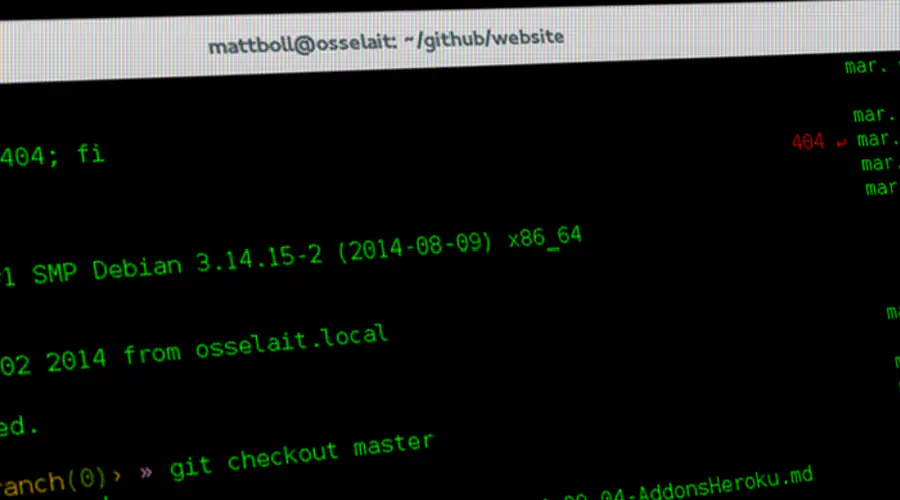 mattboll@osselait: ~/github/website
mar.
mar.
404; fi
404 ↵ mar.
mar.
mar
#1 SMP Debian 3.14.15-2 (2014-08-09) x86_64
02 2014 from osselait.local
ed.
ranch(0)› » git checkout master
04-AddonsHeroku.md